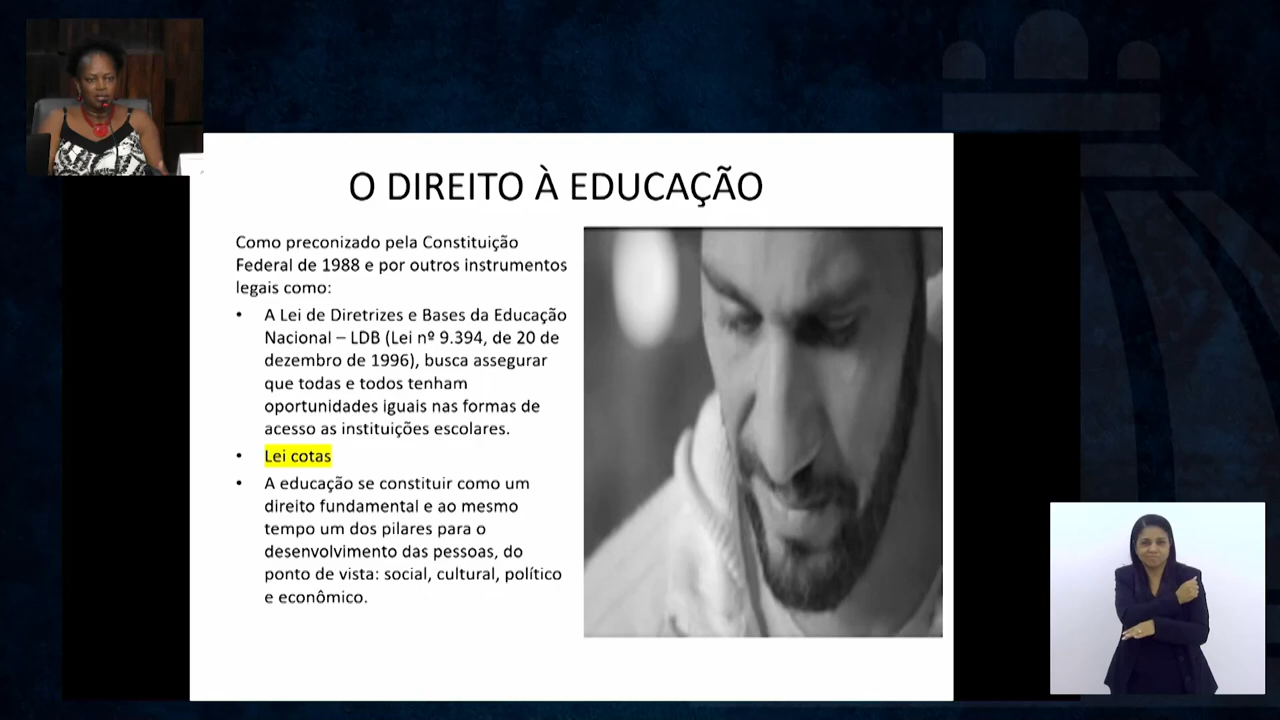 O DIREITO À EDUCAÇÃO
Como preconizado pela Constituição
Federal de 1988 e por outros instrumentos
legais como:
• A Lei de Diretrizes e Bases da Educação
Nacional – LDB (Lei nº 9.394, de 20 de
dezembro de 1996), busca assegurar
que todas e todos tenham
oportunidades iguais nas formas de
acesso as instituições escolares.
• Lei cotas
• A educação se constituir como um
direito fundamental e ao mesmo
tempo um dos pilares para o
desenvolvimento das pessoas, do
ponto de vista: social, cultural, político
e econômico.